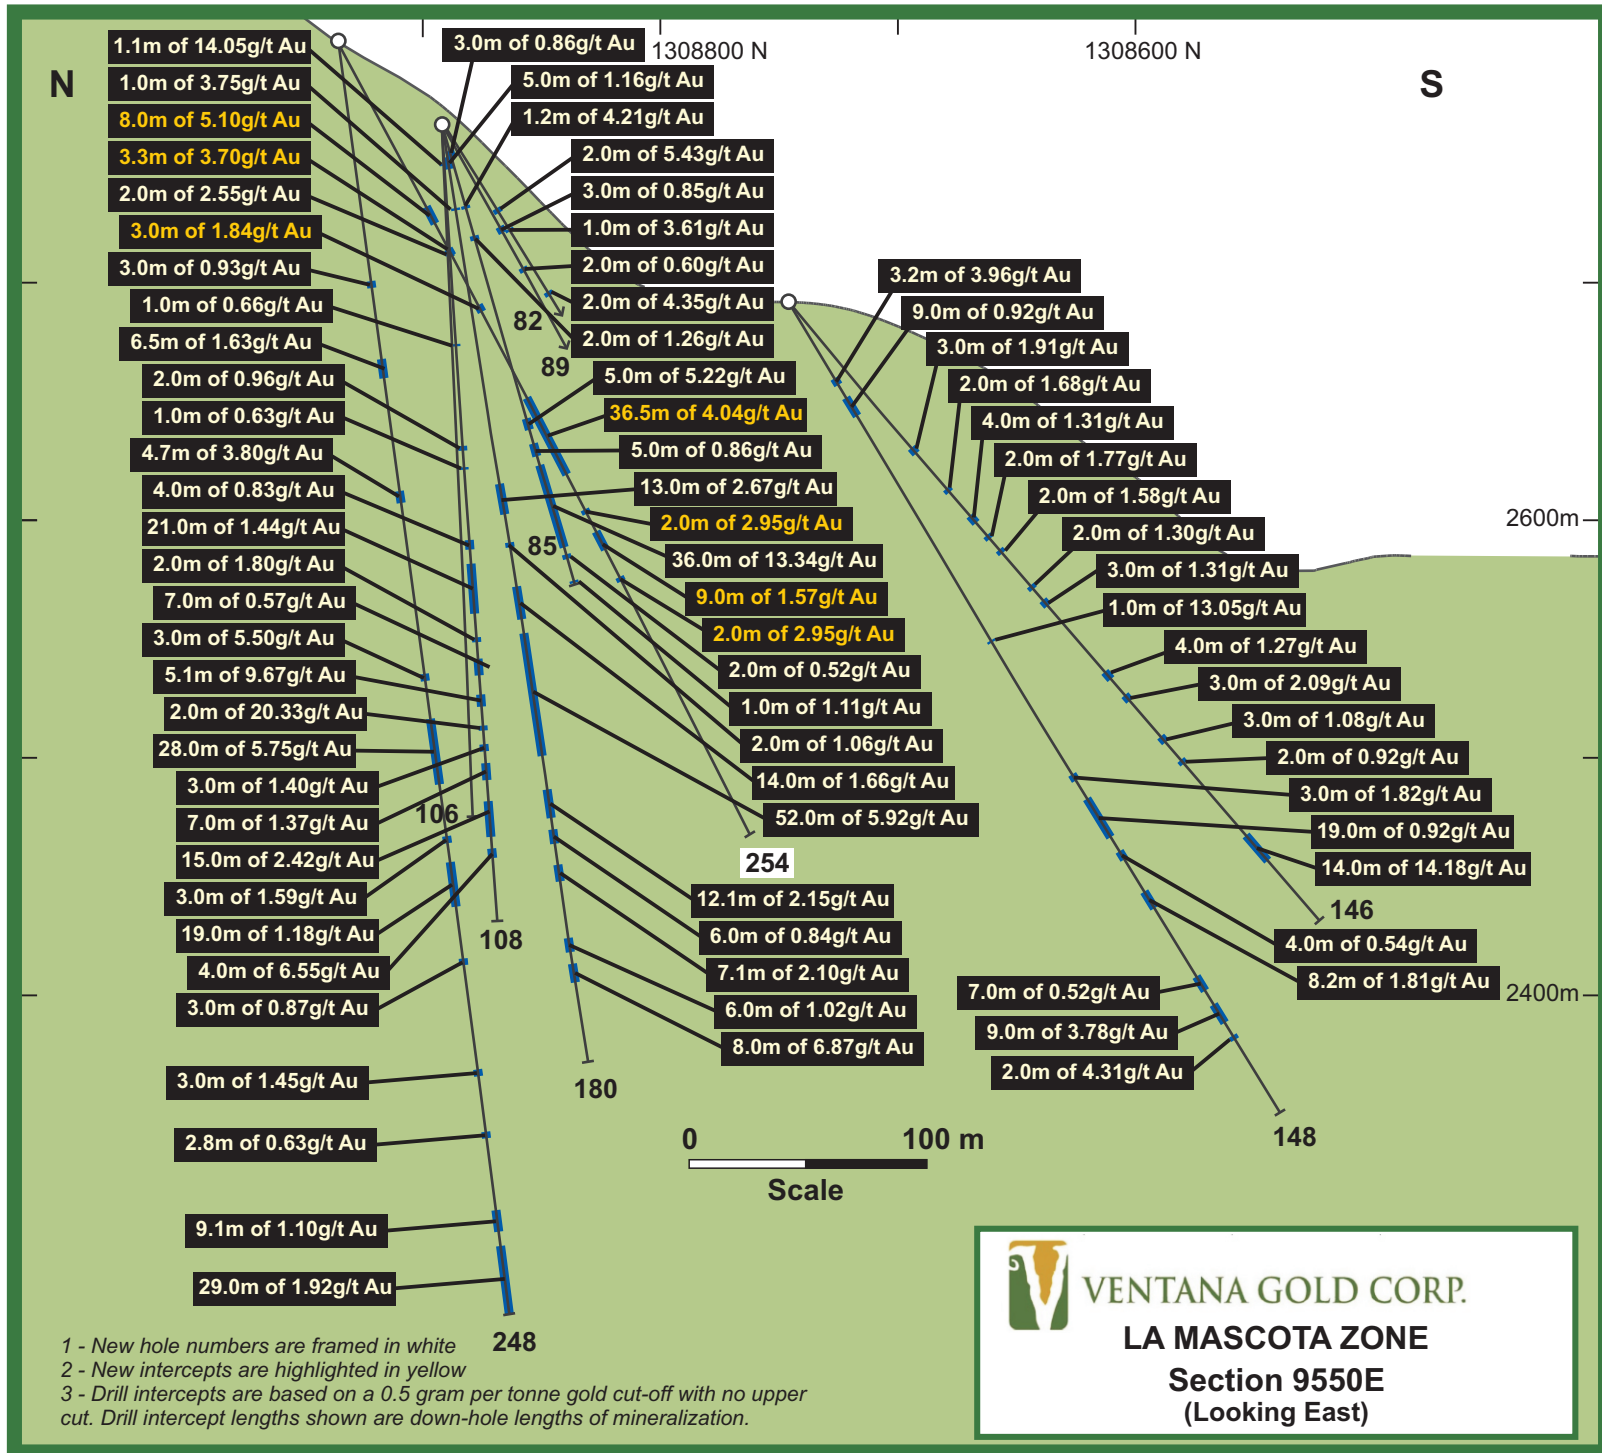 N
S
1308800 N
1308600 N
1.1m of 14.05g/t Au
1.0m of 3.75g/t Au
8.0m of 5.10g/t Au
3.3m of 3.70g/t Au
2.0m of 2.55g/t Au
3.0m of 1.84g/t Au
3.0m of 0.93g/t Au
1.0m of 0.66g/t Au
6.5m of 1.63g/t Au
2.0m of 0.96g/t Au
1.0m of 0.63g/t Au
4.7m of 3.80g/t Au
4.0m of 0.83g/t Au
21.0m of 1.44g/t Au
2.0m of 1.80g/t Au
7.0m of 0.57g/t Au
3.0m of 5.50g/t Au
5.1m of 9.67g/t Au
2.0m of 20.33g/t Au
28.0m of 5.75g/t Au
3.0m of 1.40g/t Au
7.0m of 1.37g/t Au
15.0m of 2.42g/t Au
3.0m of 1.59g/t Au
19.0m of 1.18g/t Au
4.0m of 6.55g/t Au
3.0m of 0.87g/t Au
3.0m of 1.45g/t Au
2.8m of 0.63g/t Au
9.1m of 1.10g/t Au
29.0m of 1.92g/t Au
3.0m of 0.86g/t Au
5.0m of 1.16g/t Au
1.2m of 4.21g/t Au
2.0m of 5.43g/t Au
3.0m of 0.85g/t Au
1.0m of 3.61g/t Au
2.0m of 0.60g/t Au
2.0m of 4.35g/t Au
2.0m of 1.26g/t Au
5.0m of 5.22g/t Au
36.5m of 4.04g/t Au
5.0m of 0.86g/t Au
13.0m of 2.67g/t Au
2.0m of 2.95g/t Au
36.0m of 13.34g/t Au
9.0m of 1.57g/t Au
2.0m of 2.95g/t Au
2.0m of 0.52g/t Au
1.0m of 1.11g/t Au
2.0m of 1.06g/t Au
14.0m of 1.66g/t Au
52.0m of 5.92g/t Au
12.1m of 2.15g/t Au
6.0m of 0.84g/t Au
7.1m of 2.10g/t Au
6.0m of 1.02g/t Au
8.0m of 6.87g/t Au
3.2m of 3.96g/t Au
9.0m of 0.92g/t Au
3.0m of 1.91g/t Au
2.0m of 1.68g/t Au
4.0m of 1.31g/t Au
2.0m of 1.77g/t Au
2.0m of 1.58g/t Au
2.0m of 1.30g/t Au
3.0m of 1.31g/t Au
1.0m of 13.05g/t Au
4.0m of 1.27g/t Au
3.0m of 2.09g/t Au
3.0m of 1.08g/t Au
2.0m of 0.92g/t Au
3.0m of 1.82g/t Au
19.0m of 0.92g/t Au
14.0m of 14.18g/t Au
4.0m of 0.54g/t Au
8.2m of 1.81g/t Au
7.0m of 0.52g/t Au
9.0m of 3.78g/t Au
2.0m of 4.31g/t Au
82
89
85
106
108
254
180
248
146
148
2600m
2400m
0 100 m
Scale
1 - New hole numbers are framed in white
2 - New intercepts are highlighted in yellow
3 - Drill intercepts are based on a 0.5 gram per tonne gold cut-off with no upper
cut. Drill intercept lengths shown are down-hole lengths of mineralization.
VENTANA GOLD CORP.
LA MASCOTA ZONE
Section 9550E
(Looking East)